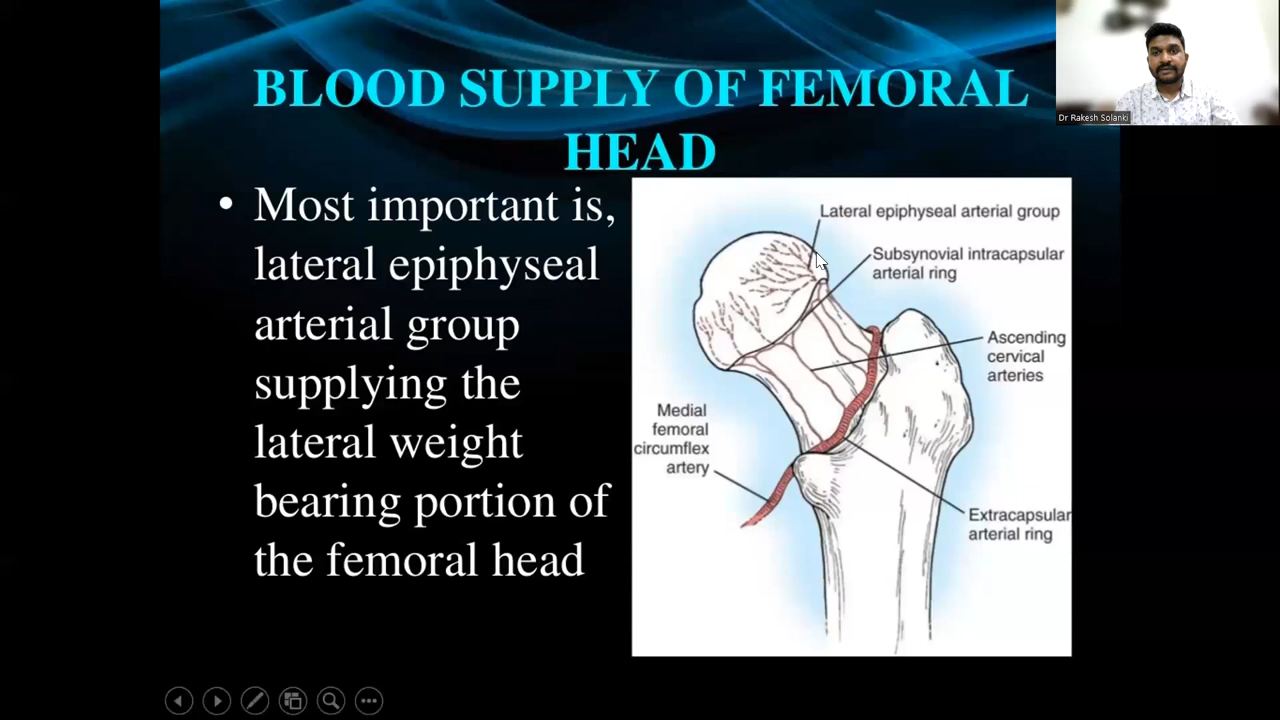 BLOOD SUPPLY OF FEMORAL
HEAD
Dr Rakesh Solanki
• Most important is,
lateral epiphyseal
arterial group
supplying the
lateral weight
bearing portion of
the femoral head
Lateral epiphyseal arterial group
Subsynovial intracapsular
arterial ring
Ascending
cervical
arteries
Medial
femoral
circumflex
artery
Extracapsular
arterial ring